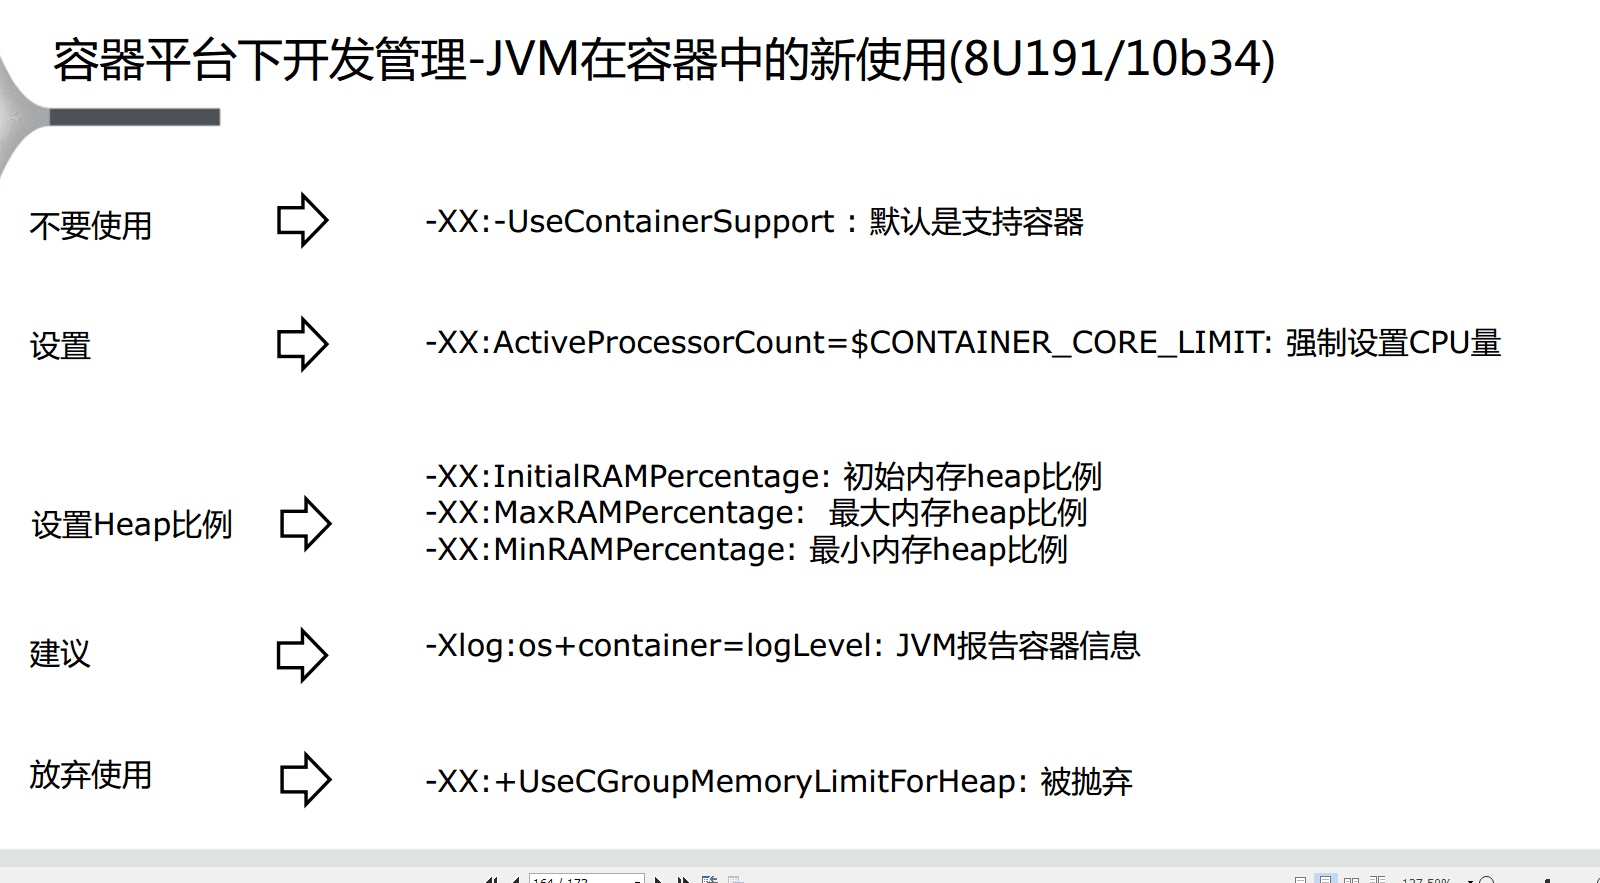 容器平台下开发管理-JVM在容器中的新使用(8U191/10b34)
不要使用
-XX:-UseContainerSupport : 默认是支持容器
设置
-XX:ActiveProcessorCount=$CONTAINER_CORE_LIMIT: 强制设置CPU量
设置Heap比例
-XX:InitialRAMPercentage: 初始内存heap比例
-XX:MaxRAMPercentage: 最大内存heap比例
-XX:MinRAMPercentage: 最小内存heap比例
建议
-Xlog:os+container=logLevel: JVM报告容器信息
放弃使用
-XX:+UseCGroupMemoryLimitForHeap: 被抛弃